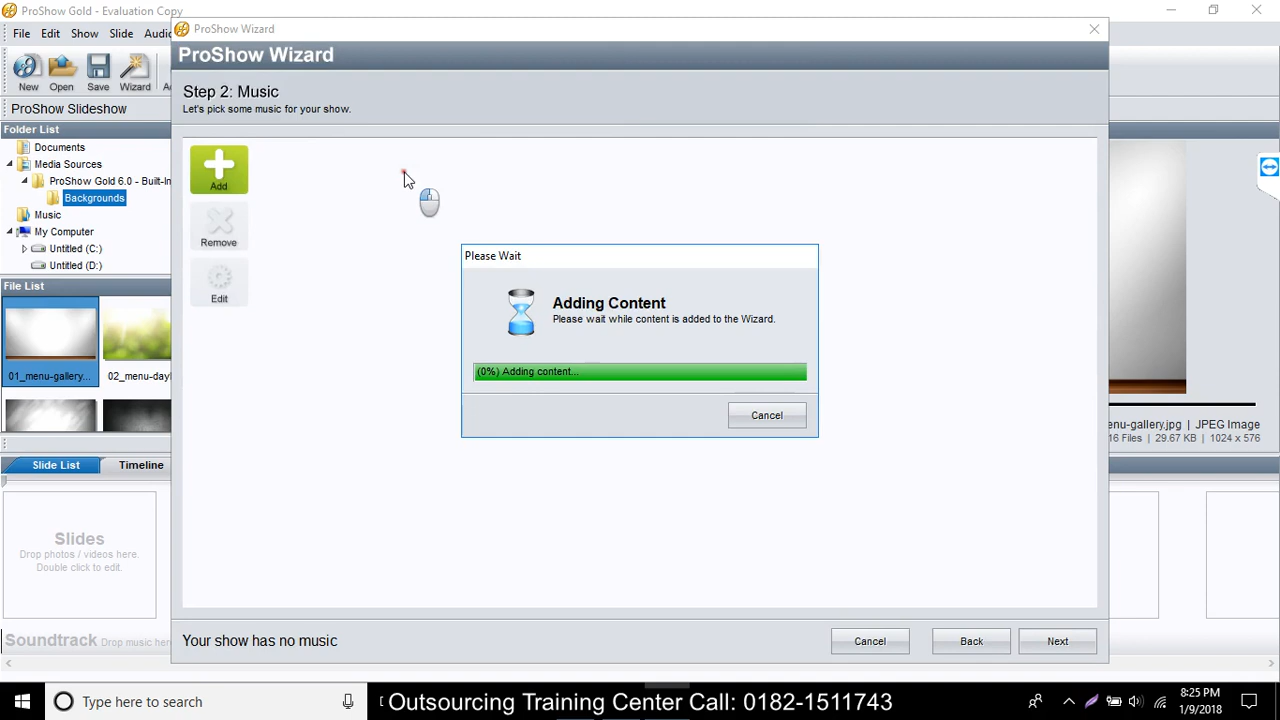 ProShow Gold - Evaluation Copy
ProShow Wizard
File Edit Show Slide
ProShow Wizard
New Open Save Wizard
Step 2: Music
Let's pick some music for your show.
ProShow Slideshow
Folder List
Documents
Media Sources
ProShow Gold 6.0 - Built-In
Backgrounds
Music
My Computer
Untitled (C:)
Untitled (D:)
Add
Remove
Edit
Please Wait
Adding Content
Please wait while content is added to the Wizard.
(0%) Adding content...
Cancel
File List
01_menu-gallery...
02_menu-dayl
enu-gallery.jpg | JPEG Image
16 Files | 29.67 KB | 1024 x 576
Slide List
Timeline
Slides
Drop photos / videos here.
Double click to edit.
Soundtrack Drop music here
Your show has no music
Cancel
Back
Next
Type here to search
Outsourcing Training Center Call: 0182-1511743
8:25 PM
1/9/2018